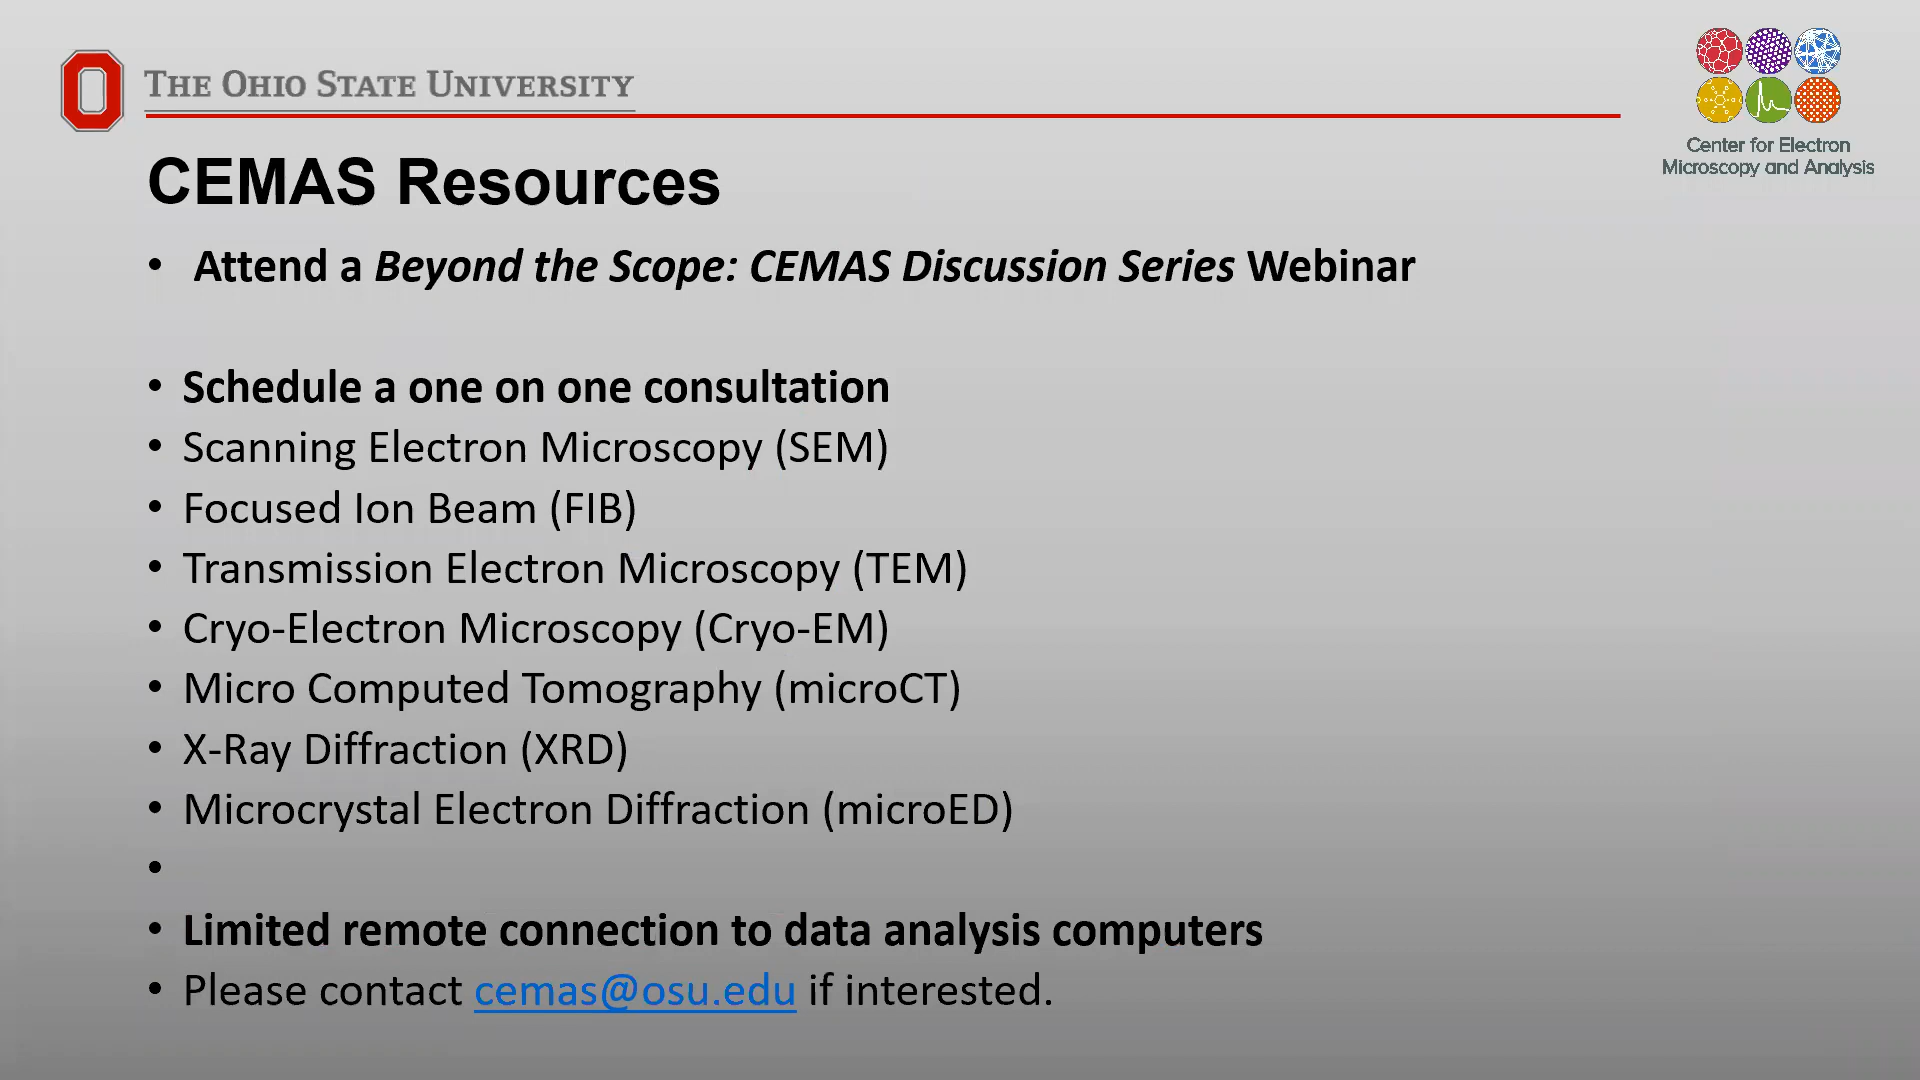 THE OHIO STATE UNIVERSITY
Center for Electron
Microscopy and Analysis
CEMAS Resources
• Attend a Beyond the Scope: CEMAS Discussion Series Webinar
• Schedule a one on one consultation
• Scanning Electron Microscopy (SEM)
• Focused Ion Beam (FIB)
• Transmission Electron Microscopy (TEM)
• Cryo-Electron Microscopy (Cryo-EM)
• Micro Computed Tomography (microCT)
• X-Ray Diffraction (XRD)
• Microcrystal Electron Diffraction (microED)
•
• Limited remote connection to data analysis computers
• Please contact cemas@osu.edu if interested.